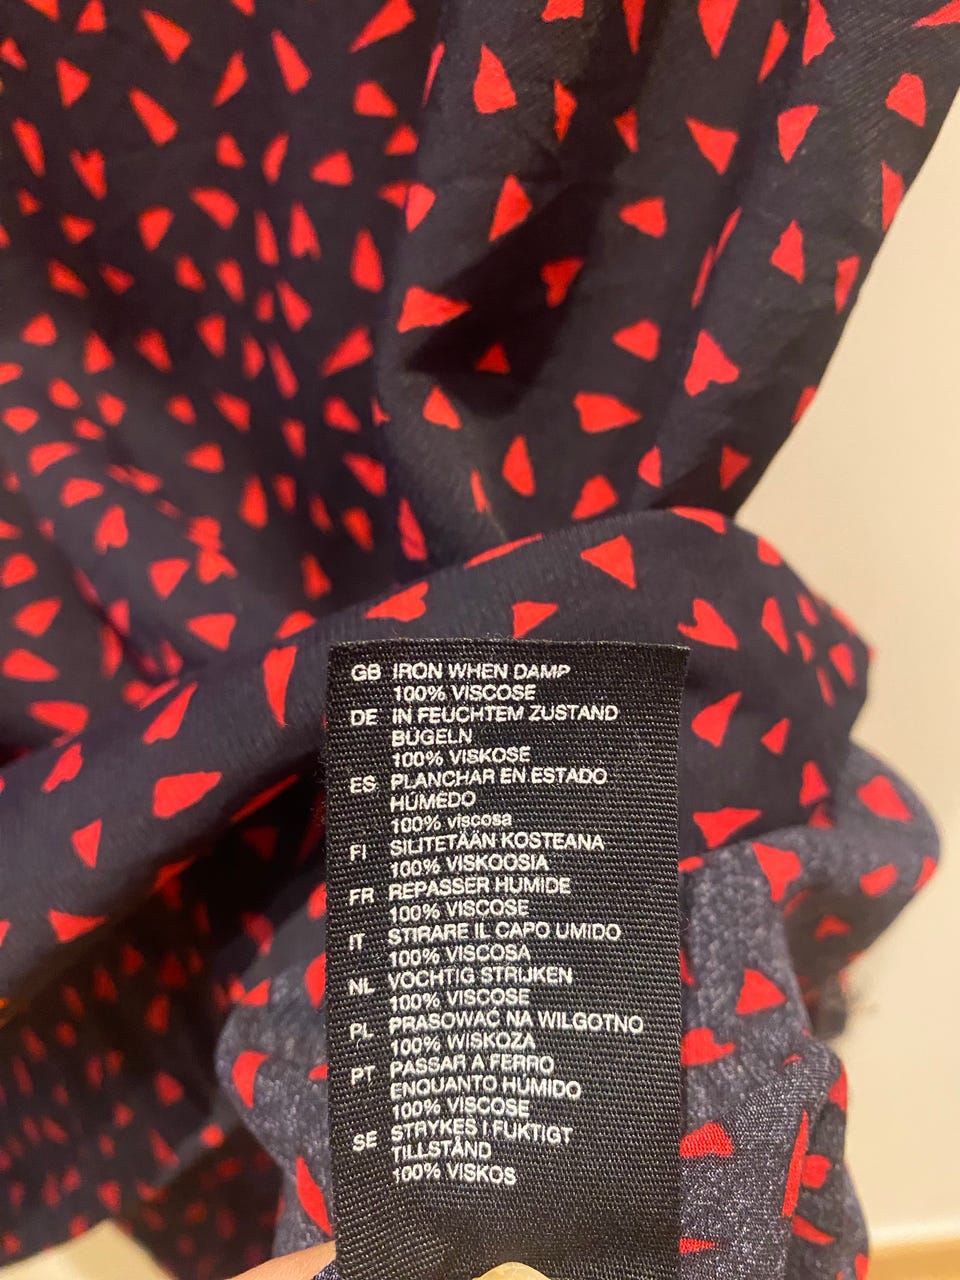 GB IRON WHEN DAMP
100% VISCOSE
DE IN FEUCHTEM ZUSTAND
BÜGELN
100% VISKOSE
ES PLANCHAR EN ESTADO
HÚMEDO
100% viscosa
FI SILITETÄÄN KOSTEANA
100% VISKOOSIA
FR REPASSER HUMIDE
100% VISCOSE
IT STIRARE IL CAPO UMIDO
100% VISCOSA
NL VOCHTIG STRIJKEN
100% VISCOSE
PL PRASOWAĆ NA WILGOTNO
100% WISKOZA
PT PASSAR A FERRO
ENQUANTO HÚMIDO
100% VISCOSE
SE STRYKES I FUKTIGT
TILLSTÅND
100% VISKOS